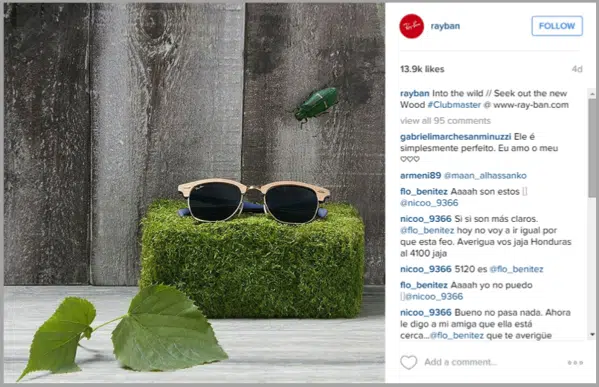 rayban
FOLLOW
13.9k likes
4d
rayban Into the wild // Seek out the new
Wood #Clubmaster @ www-ray-ban.com
view all 95 comments
gabrielimarchesanminuzzi Ele é
simplesmente perfeito. Eu amo o meu
♡♡♡
armeni89 @maan_alhassanko
flo_benitez Aaaah son estos
@nicoo_9366
nicoo_9366 Si si son más claros.
@flo_benitez hoy no voy a ir igual por
que esta feo. Averigua vos jaja Honduras
al 4100 jaja
nicoo_9366 5120 es @flo_benitez
flo_benitez Aaaah yo no puedo
@nicoo_9366
nicoo_9366 Bueno no pasa nada. Ahora
le digo a mi amiga que ella está
cerca...@flo_benitez que te averigüe
Add a comment...